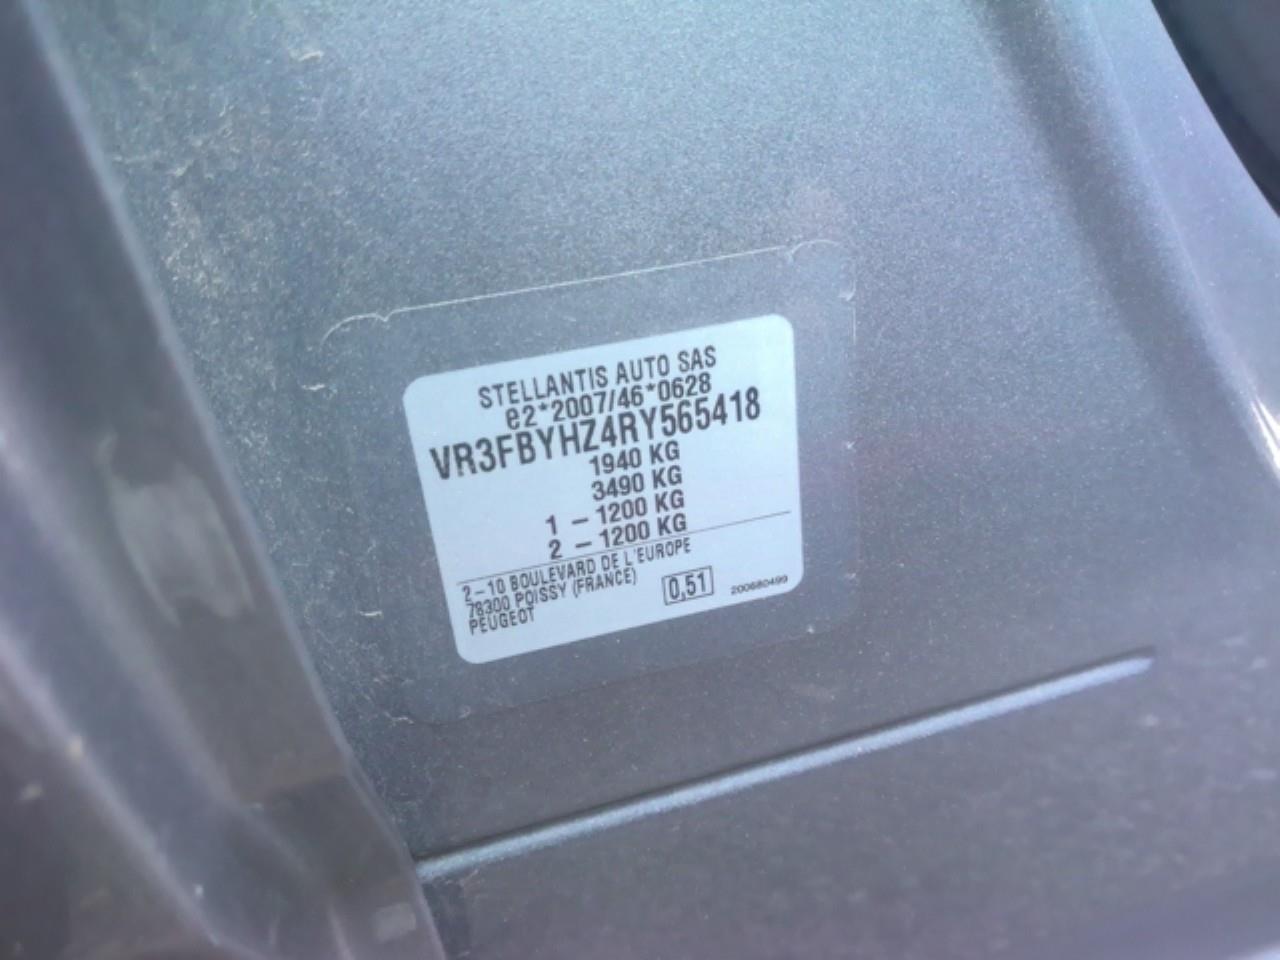 STELLANTIS AUTO SAS
e2*2007/46*0628
VR3FBYHZ4RY565418
1940 KG
3490 KG
1 - 1200 KG
2 - 1200 KG
2-10 BOULEVARD DE L'EUROPE
78300 POISSY (FRANCE)
PEUGEOT
0,51
200680499